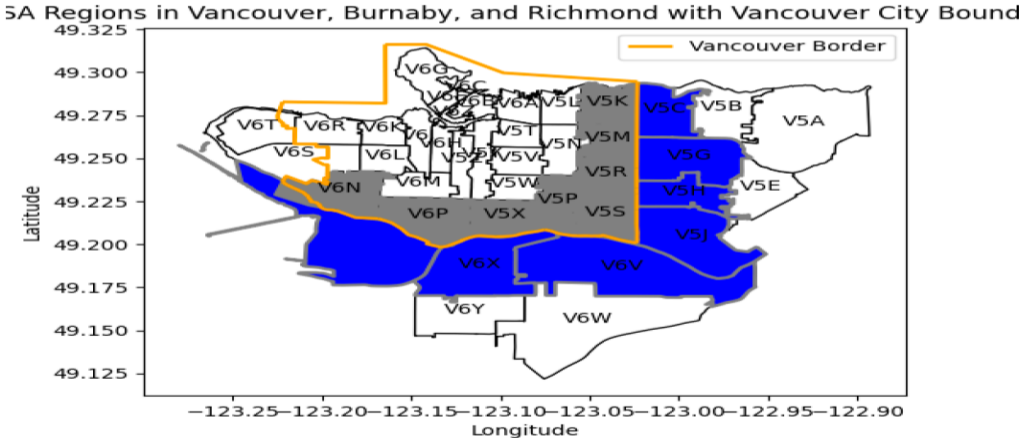 SA Regions in Vancouver, Burnaby, and Richmond with Vancouver City Bound
Vancouver Border
49.325
49.300
49.275
49.250
49.225
49.200
49.175
49.150
49.125
Latitude
V6G
V6C
V6B
V6A
V5L
V5K
V5C
V5B
V5A
V6T
V6R
V6K
V6H
V5T
V5N
V5M
V6S
V6L
V5V
V5R
V5G
V6N
V6M
V5W
V5P
V5H
V5E
V6P
V5X
V5S
V5J
V6X
V6V
V6Y
V6W
−123.25
−123.20
−123.15
−123.10
−123.05
−123.00
−122.95
−122.90
Longitude